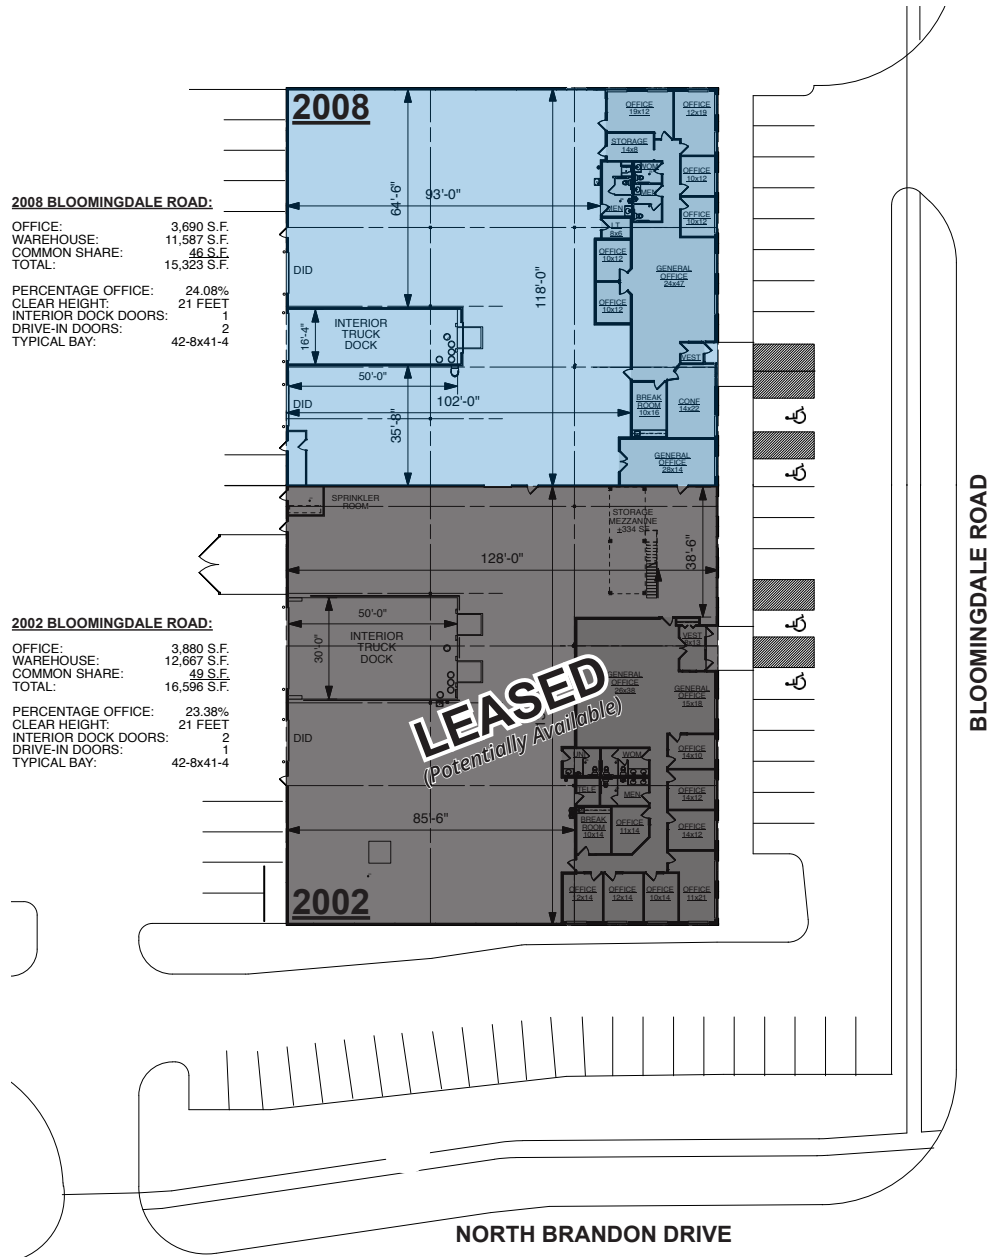 2008
OFFICE
19x12
OFFICE
12x19
STORAGE
14x8
WOM
OFFICE
10x12
MEN
MEN
OFFICE
10x12
I.T.
8x6
93'-0"
64'-6"
2008 BLOOMINGDALE ROAD:
OFFICE: 3,690 S.F.
WAREHOUSE: 11,587 S.F.
COMMON SHARE: 46 S.F.
TOTAL: 15,323 S.F.
PERCENTAGE OFFICE: 24.08%
CLEAR HEIGHT: 21 FEET
INTERIOR DOCK DOORS: 1
DRIVE-IN DOORS: 2
TYPICAL BAY: 42-8x41-4
DID
118'-0"
OFFICE
10x12
GENERAL
OFFICE
24x47
OFFICE
10x12
16'-4"
INTERIOR
TRUCK
DOCK
VEST
50'-0"
DID
102'-0"
35'-8"
BREAK
ROOM
10x16
CONF
14x22
GENERAL
OFFICE
28x14
SPRINKLER
ROOM
STORAGE
MEZZANINE
±334 SF
128'-0"
38'-6"
BLOOMINGDALE ROAD
2002 BLOOMINGDALE ROAD:
OFFICE: 3,880 S.F.
WAREHOUSE: 12,667 S.F.
COMMON SHARE: 49 S.F.
TOTAL: 16,596 S.F.
PERCENTAGE OFFICE: 23.38%
CLEAR HEIGHT: 21 FEET
INTERIOR DOCK DOORS: 2
DRIVE-IN DOORS: 1
TYPICAL BAY: 42-8x41-4
50'-0"
30'-0"
INTERIOR
TRUCK
DOCK
VEST
GENERAL
OFFICE
26x38
GENERAL
OFFICE
15x18
LEASED
(Potentially Available)
DID
OFFICE
14x10
UNI
WOM
TELE
MEN
OFFICE
14x12
85'-6"
BREAK
ROOM
10x14
OFFICE
11x14
OFFICE
14x12
2002
OFFICE
12x14
OFFICE
12x14
OFFICE
10x14
OFFICE
11x21
NORTH BRANDON DRIVE